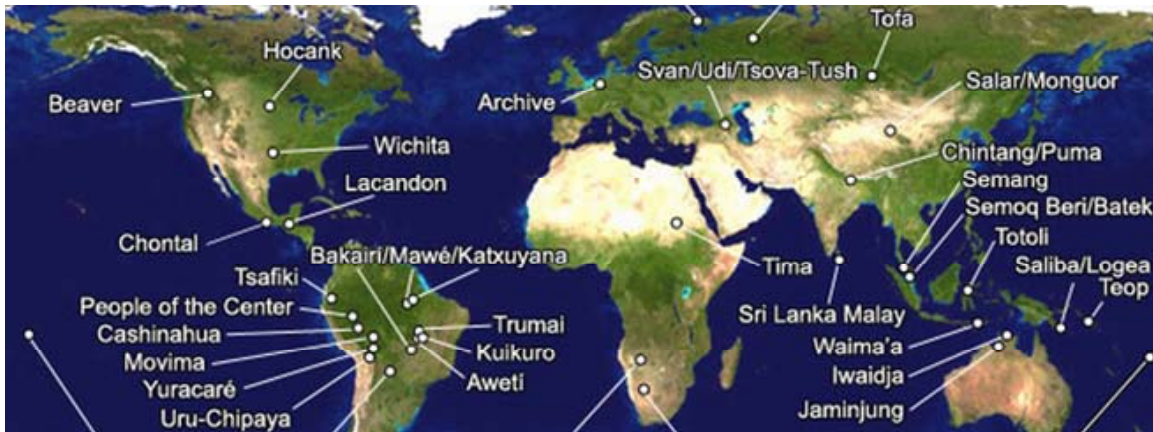 Tofa
Hocank
Svan/Udi/Tsova-Tush
Salar/Monguor
Beaver
Archive
Wichita
Chintang/Puma
Lacandon
Semang
Semoq Beri/Batek
Chontal
Totoli
Bakairi/Mawé/Katxuyana
Tima
Saliba/Logea
Tsafiki
Teop
People of the Center
Sri Lanka Malay
Trumai
Cashinahua
Waima'a
Movima
Kuikuro
Iwaidja
Yuracaré
Aweti
Jaminjung
Uru-Chipaya